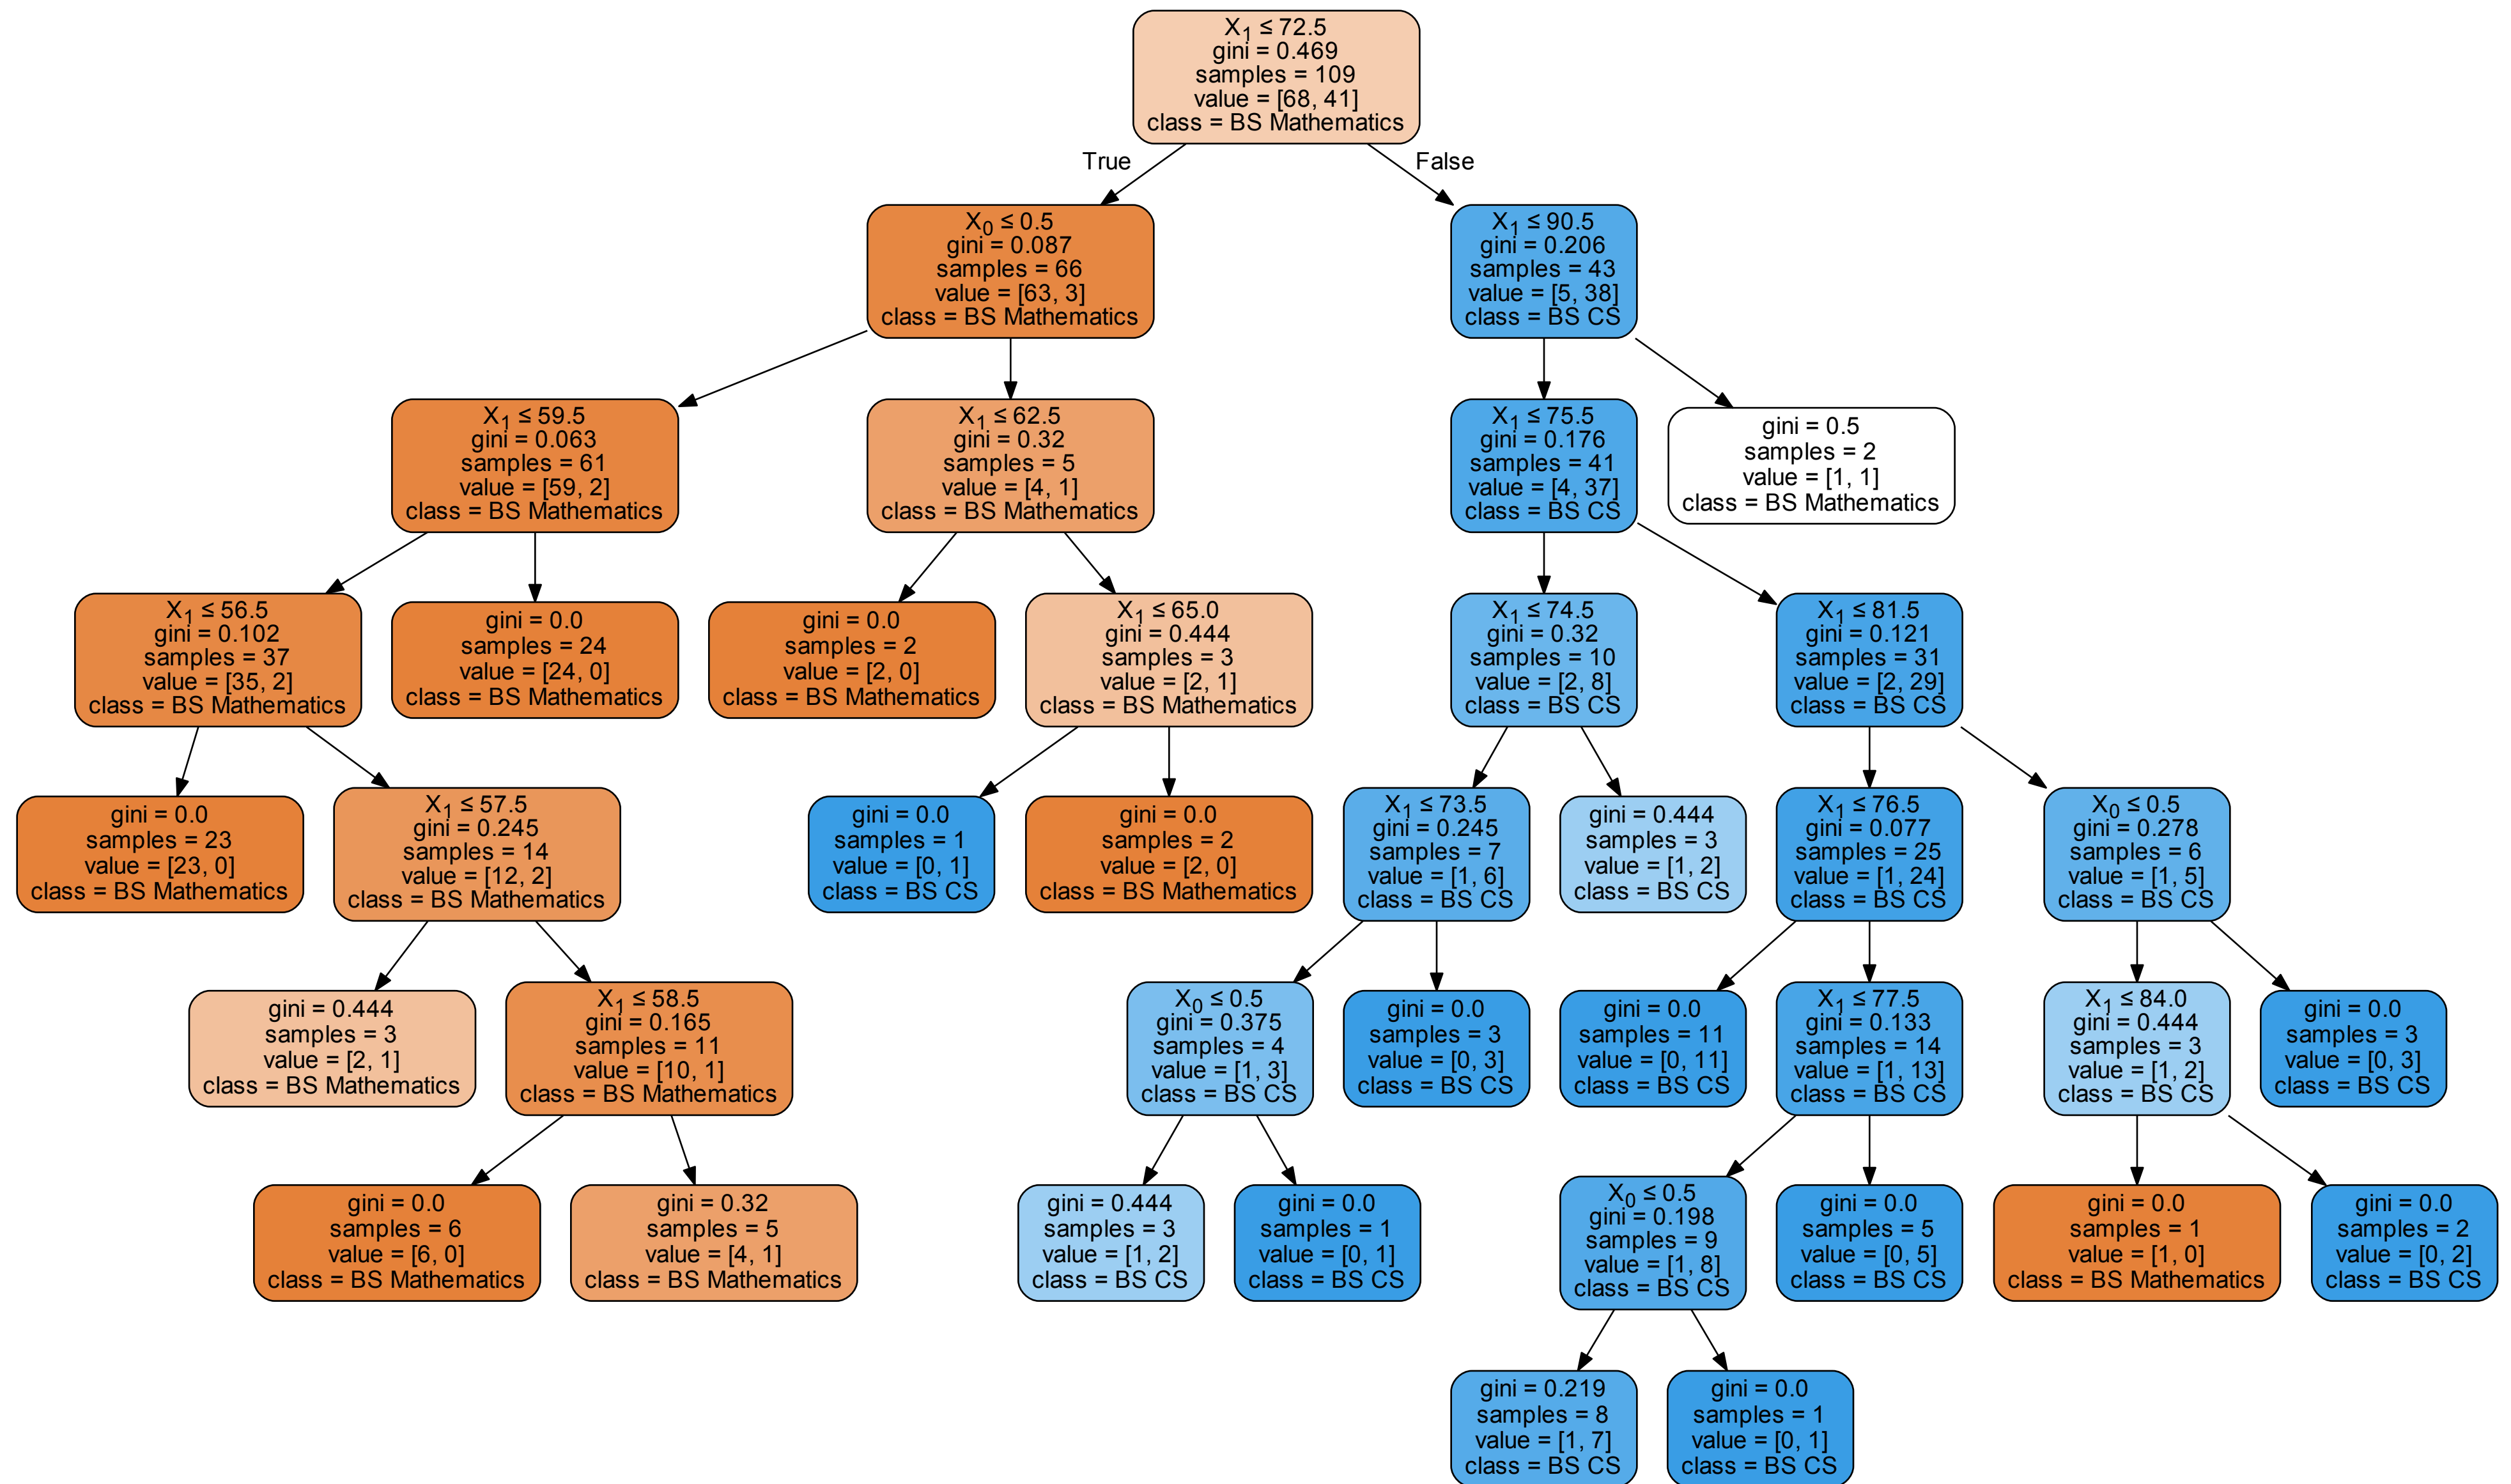 X₁ ≤ 72.5
gini = 0.469
samples = 109
value = [68, 41]
class = BS Mathematics
True
False
X₀ ≤ 0.5
gini = 0.087
samples = 66
value = [63, 3]
class = BS Mathematics
X₁ ≤ 90.5
gini = 0.206
samples = 43
value = [5, 38]
class = BS CS
X₁ ≤ 59.5
gini = 0.063
samples = 61
value = [59, 2]
class = BS Mathematics
X₁ ≤ 62.5
gini = 0.32
samples = 5
value = [4, 1]
class = BS Mathematics
X₁ ≤ 75.5
gini = 0.176
samples = 41
value = [4, 37]
class = BS CS
gini = 0.5
samples = 2
value = [1, 1]
class = BS Mathematics
X₁ ≤ 56.5
gini = 0.102
samples = 37
value = [35, 2]
class = BS Mathematics
gini = 0.0
samples = 24
value = [24, 0]
class = BS Mathematics
gini = 0.0
samples = 2
value = [2, 0]
class = BS Mathematics
X₁ ≤ 65.0
gini = 0.444
samples = 3
value = [2, 1]
class = BS Mathematics
X₁ ≤ 74.5
gini = 0.32
samples = 10
value = [2, 8]
class = BS CS
X₁ ≤ 81.5
gini = 0.121
samples = 31
value = [2, 29]
class = BS CS
gini = 0.0
samples = 23
value = [23, 0]
class = BS Mathematics
X₁ ≤ 57.5
gini = 0.245
samples = 14
value = [12, 2]
class = BS Mathematics
gini = 0.0
samples = 1
value = [0, 1]
class = BS CS
gini = 0.0
samples = 2
value = [2, 0]
class = BS Mathematics
X₁ ≤ 73.5
gini = 0.245
samples = 7
value = [1, 6]
class = BS CS
gini = 0.444
samples = 3
value = [1, 2]
class = BS CS
X₁ ≤ 76.5
gini = 0.077
samples = 25
value = [1, 24]
class = BS CS
X₀ ≤ 0.5
gini = 0.278
samples = 6
value = [1, 5]
class = BS CS
gini = 0.444
samples = 3
value = [2, 1]
class = BS Mathematics
X₁ ≤ 58.5
gini = 0.165
samples = 11
value = [10, 1]
class = BS Mathematics
X₀ ≤ 0.5
gini = 0.375
samples = 4
value = [1, 3]
class = BS CS
gini = 0.0
samples = 3
value = [0, 3]
class = BS CS
gini = 0.0
samples = 11
value = [0, 11]
class = BS CS
X₁ ≤ 77.5
gini = 0.133
samples = 14
value = [1, 13]
class = BS CS
X₁ ≤ 84.0
gini = 0.444
samples = 3
value = [1, 2]
class = BS CS
gini = 0.0
samples = 3
value = [0, 3]
class = BS CS
gini = 0.0
samples = 6
value = [6, 0]
class = BS Mathematics
gini = 0.32
samples = 5
value = [4, 1]
class = BS Mathematics
gini = 0.444
samples = 3
value = [1, 2]
class = BS CS
gini = 0.0
samples = 1
value = [0, 1]
class = BS CS
X₀ ≤ 0.5
gini = 0.198
samples = 9
value = [1, 8]
class = BS CS
gini = 0.0
samples = 5
value = [0, 5]
class = BS CS
gini = 0.0
samples = 1
value = [1, 0]
class = BS Mathematics
gini = 0.0
samples = 2
value = [0, 2]
class = BS CS
gini = 0.219
samples = 8
value = [1, 7]
class = BS CS
gini = 0.0
samples = 1
value = [0, 1]
class = BS CS